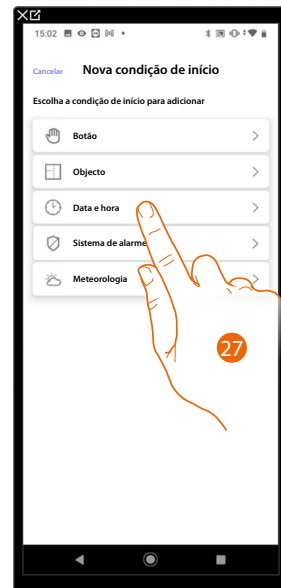 15:02
Cancelar Nova condição de início
Escolha a condição de início para adicionar
Botão
Objecto
Data e hora
Sistema de alarme
Meteorologia
27